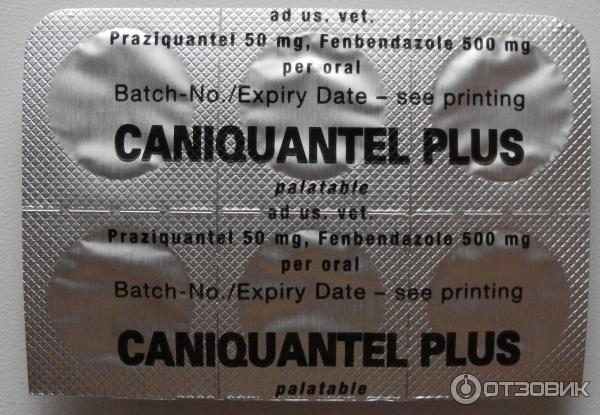 ad us. vet.
Praziquantel 50 mg, Fenbendazole 500 mg
per oral
Batch-No./Expiry Date – see printing
CANIQUANTEL PLUS
palatable
ad us. vet.
Praziquantel 50 mg, Fenbendazole 500 mg
per oral
Batch-No./Expiry Date – see printing
CANIQUANTEL PLUS
palatable
ОТЗОВИК